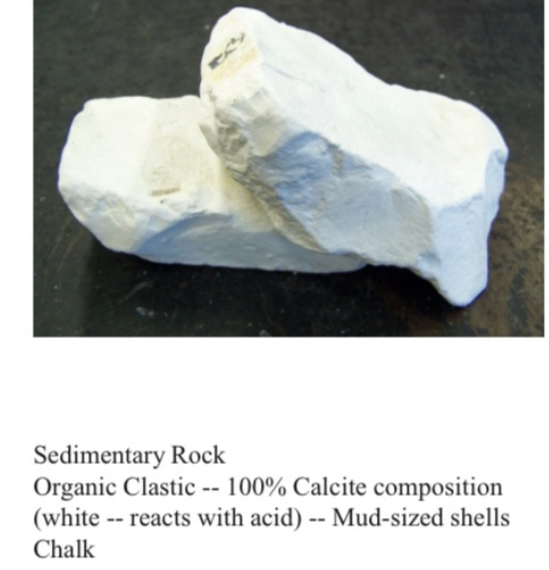 Sedimentary Rock
Organic Clastic -- 100% Calcite composition
(white -- reacts with acid) -- Mud-sized shells
Chalk